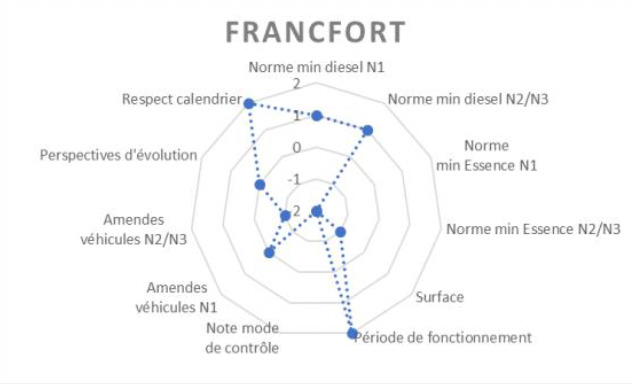 FRANCFORT
Norme min diesel N1
2
Respect calendrier
Norme min diesel N2/N3
1
Perspectives d'évolution
0
Norme
min Essence N1
-1
Amendes
véhicules N2/N3
2
Norme min Essence N2/N3
Amendes
véhicules N1
Surface
Note mode
de contrôle
Période de fonctionnement